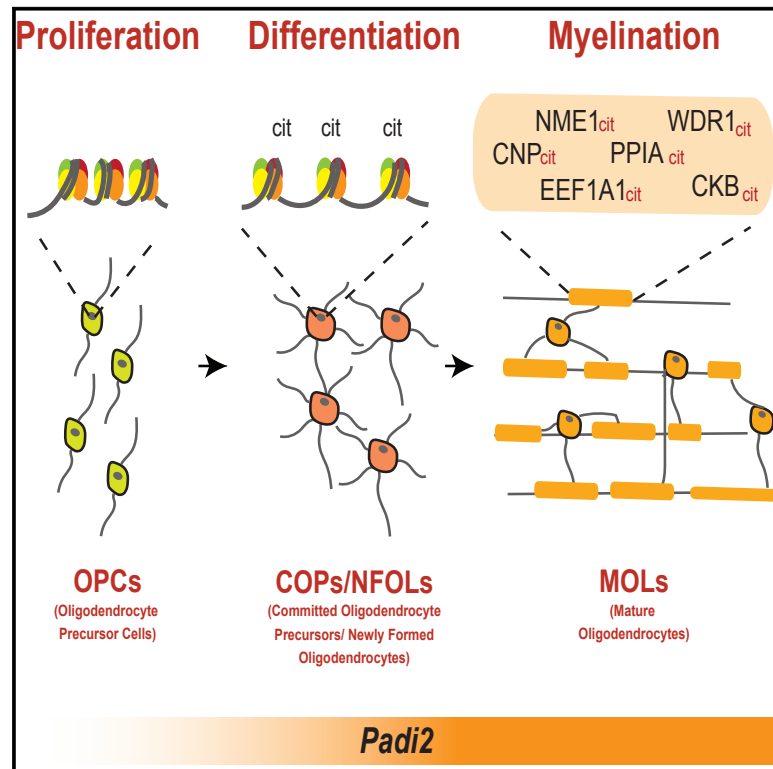 Proliferation Differentiation Myelination
cit cit cit
NME1cit WDR1cit
CNPcit PPIA cit
EEF1A1cit CKB cit
OPCs
(Oligodendrocyte
Precursor Cells)
COPs/NFOLs
(Committed Oligodendrocyte
Precursors/ Newly Formed
Oligodendrocytes)
MOLs
(Mature
Oligodendrocytes)
Padi2